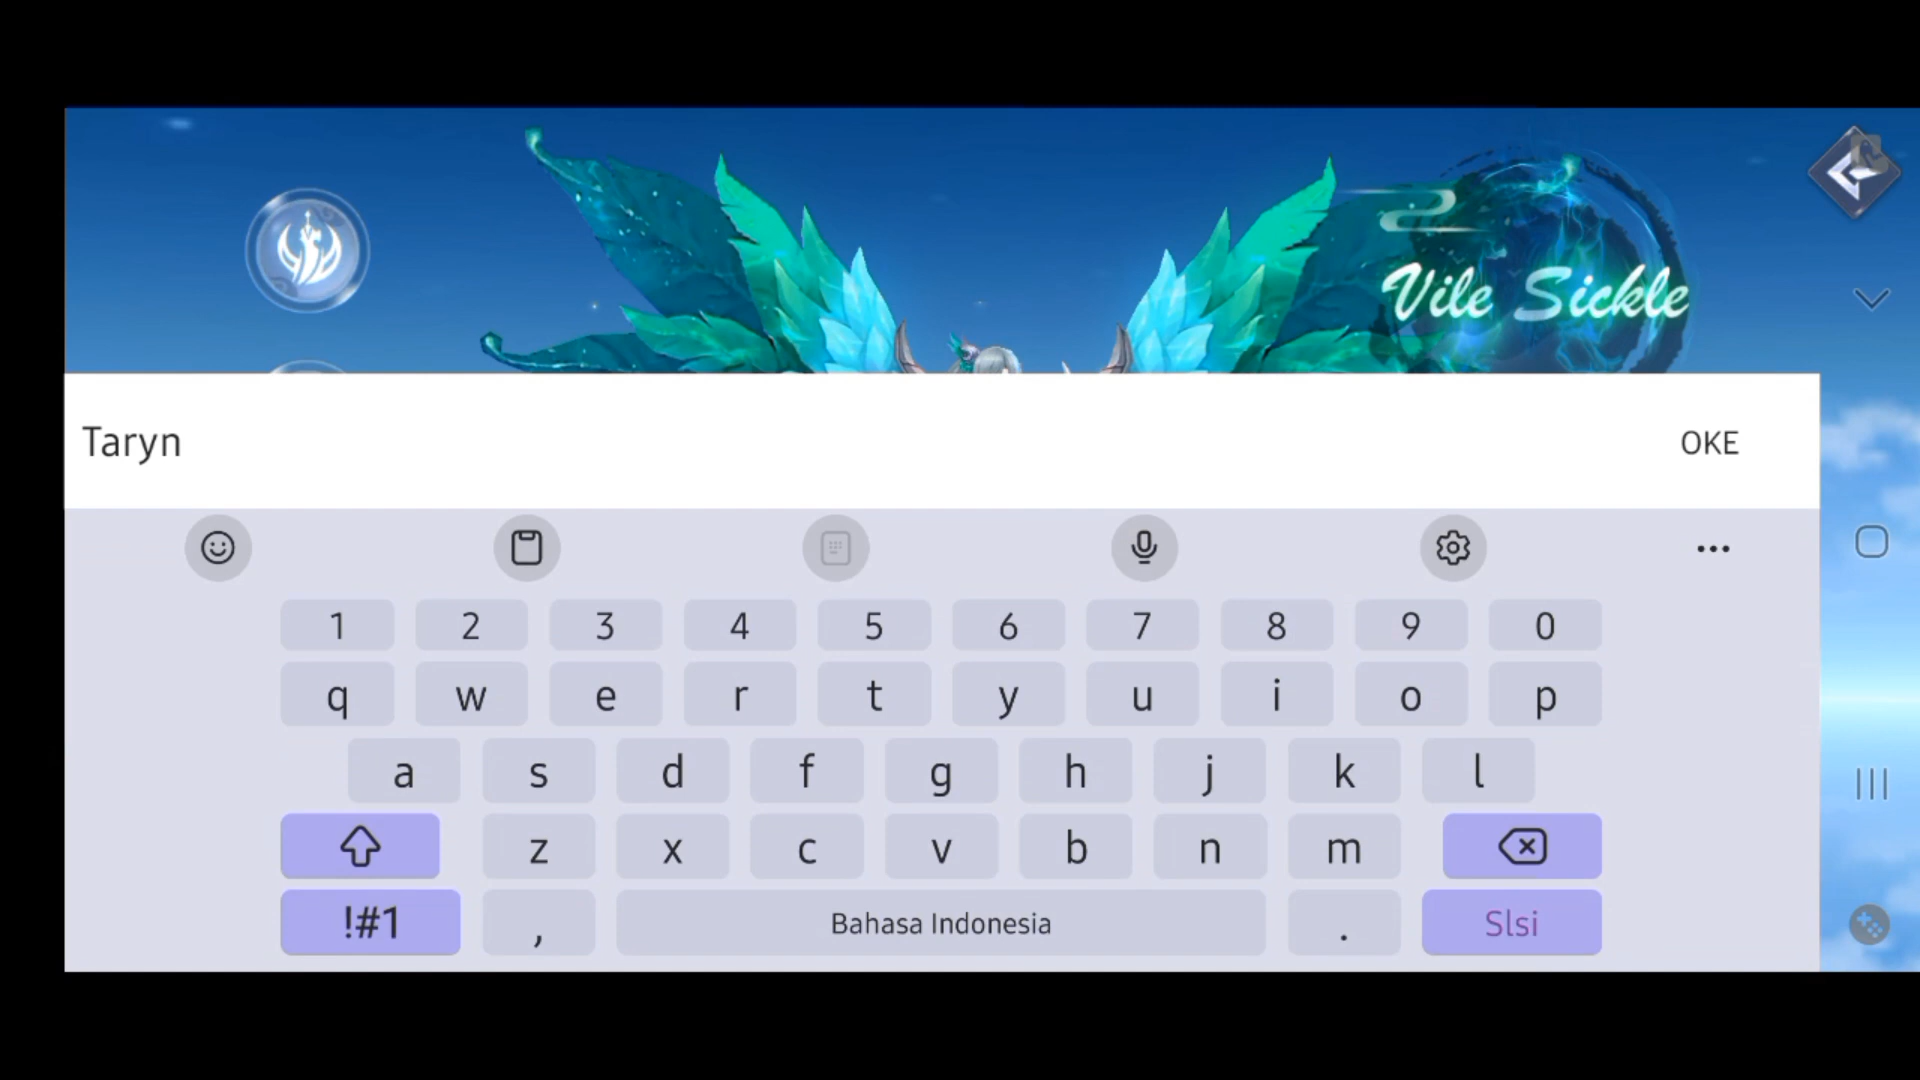 Vile Sickle
Taryn
OKE
1 2 3 4 5 6 7 8 9 0
q w e r t y u i o p
a s d f g h j k l
z x c v b n m
!#1 , Bahasa Indonesia . Slsi